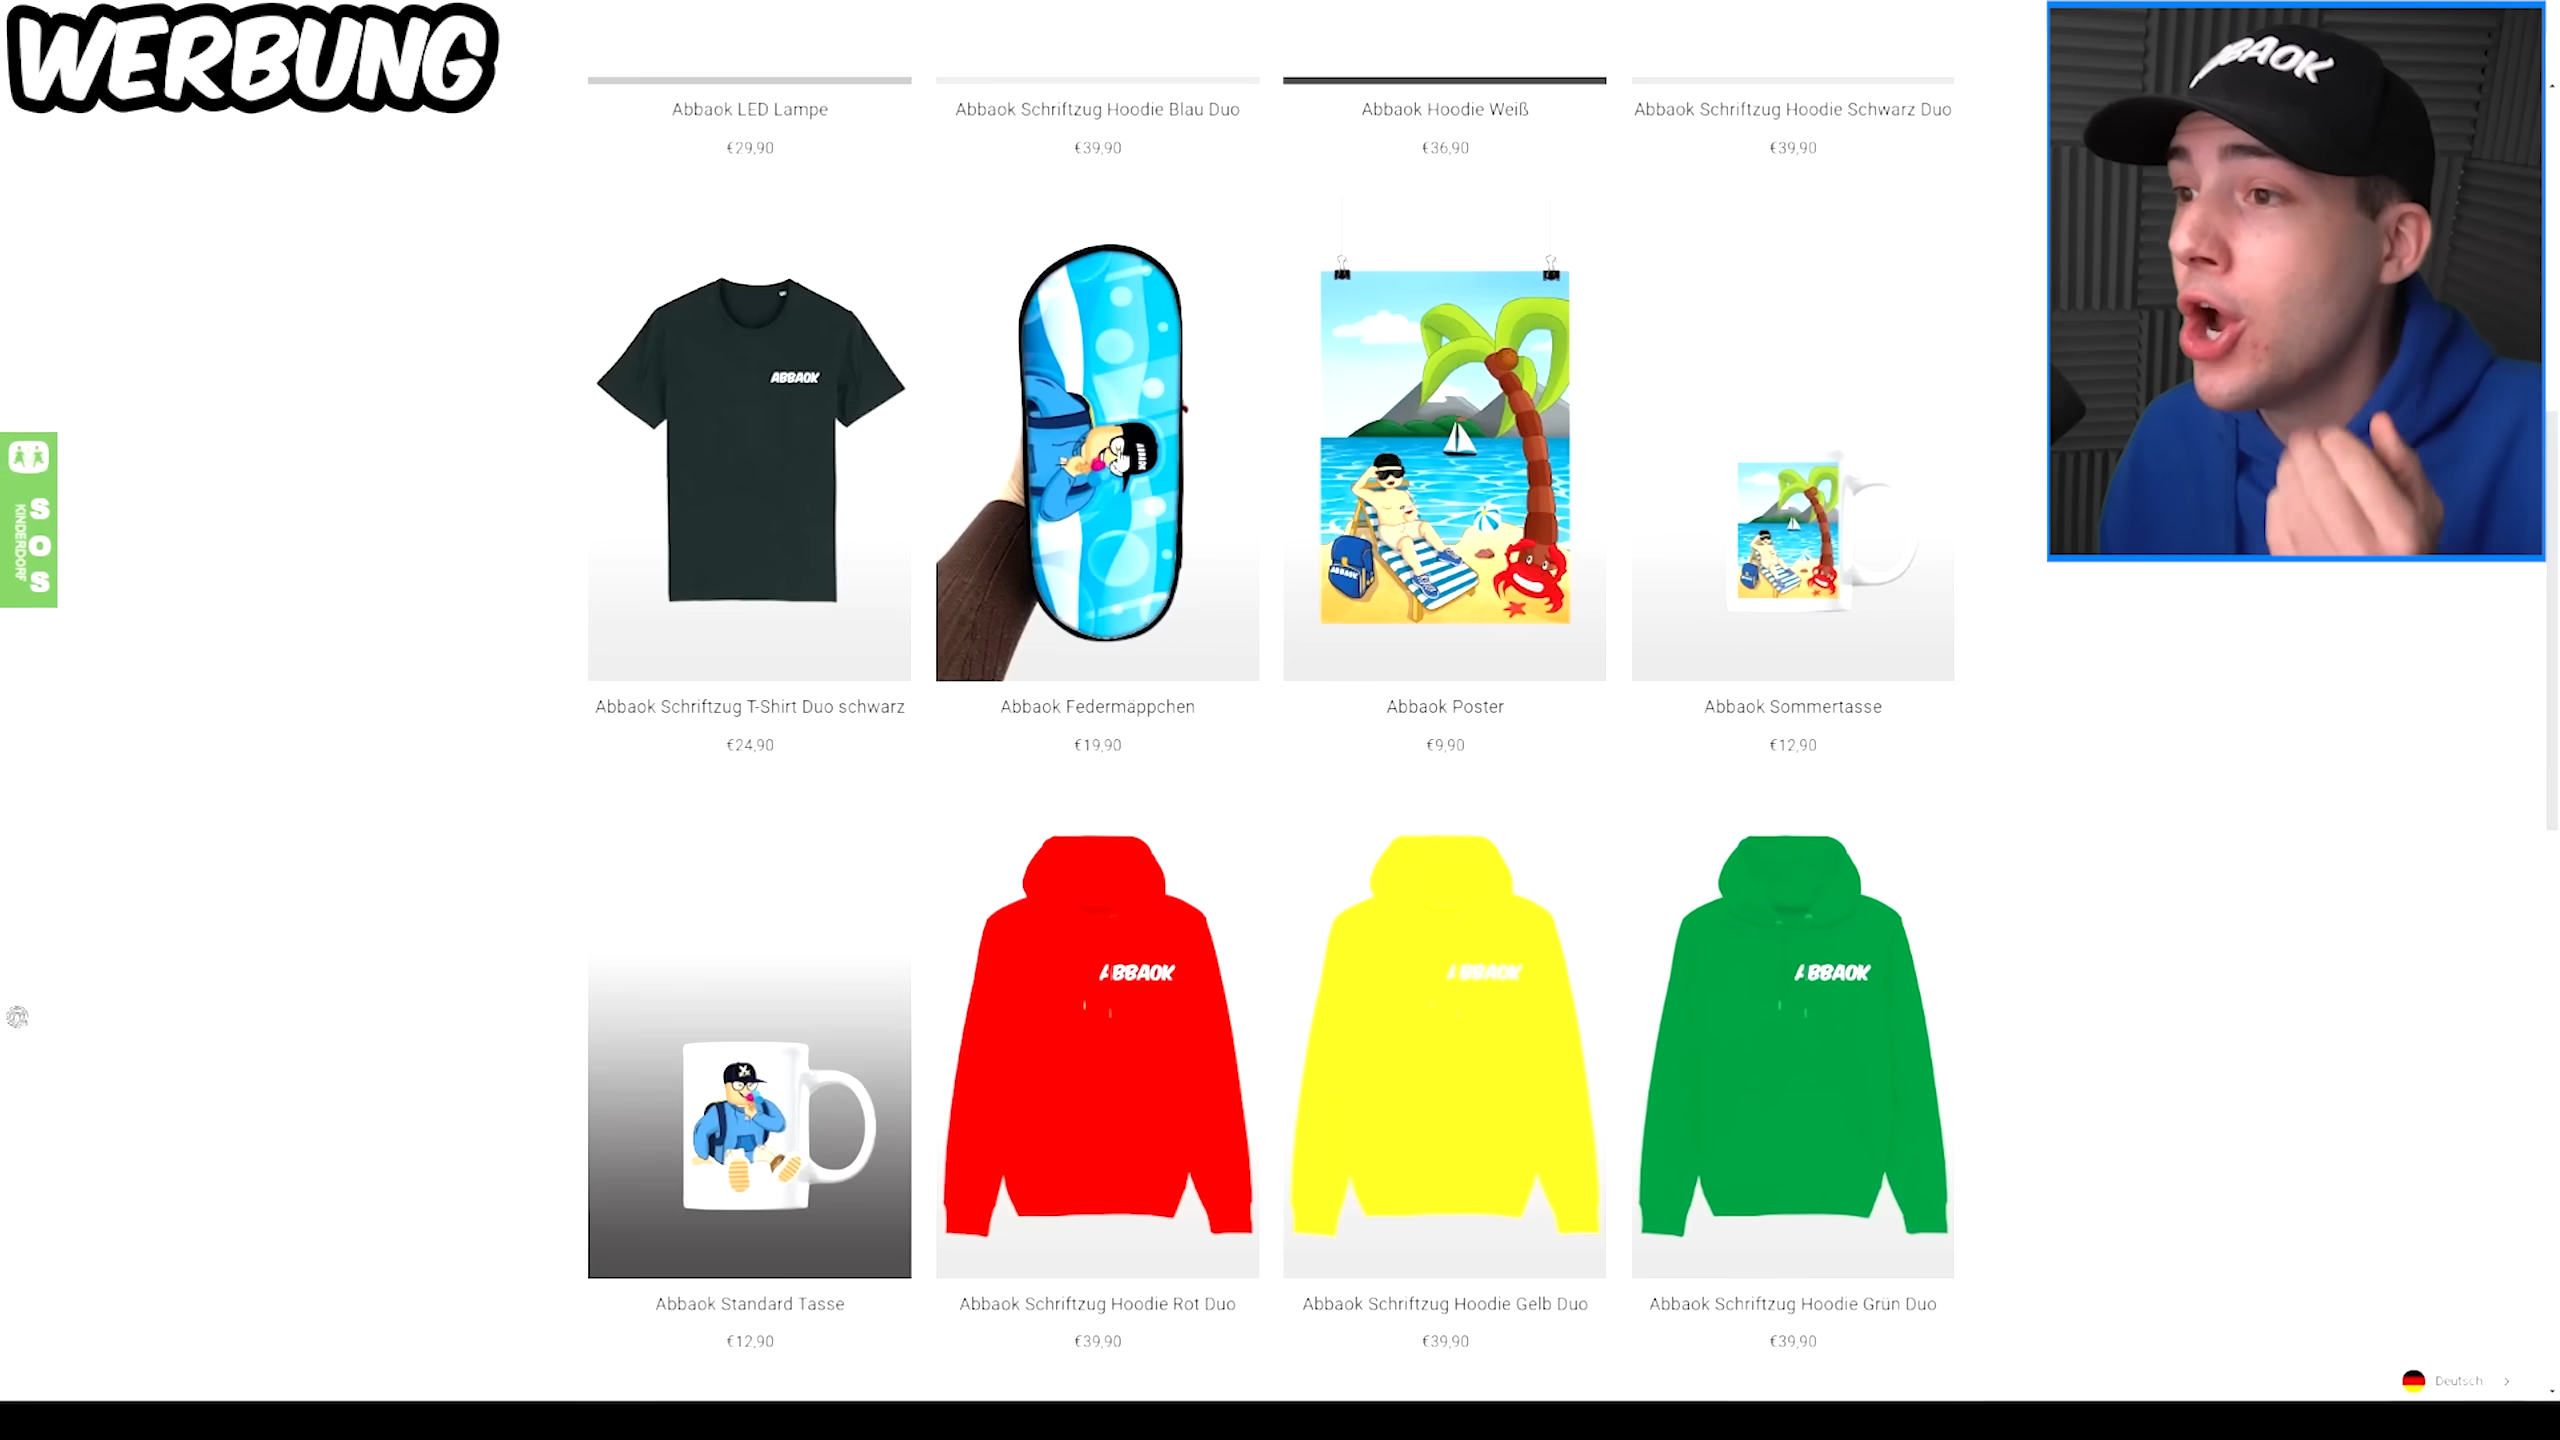 WERBUNG
BAOK
Abbaok LED Lampe
€29,90
Abbaok Schriftzug Hoodie Blau Duo
€39,90
Abbaok Hoodie Weiß
€36,90
Abbaok Schriftzug Hoodie Schwarz Duo
€39,90
ABBAOK
ABBAOK
SOS
KINDERDORF
Abbaok Schriftzug T-Shirt Duo schwarz
€24,90
Abbaok Federmäppchen
€19,90
Abbaok Poster
€9,90
Abbaok Sommertasse
€12,90
ABBAOK
ABBAOK
ABBAOK
Abbaok Standard Tasse
€12,90
Abbaok Schriftzug Hoodie Rot Duo
€39,90
Abbaok Schriftzug Hoodie Gelb Duo
€39,90
Abbaok Schriftzug Hoodie Grün Duo
€39,90
Deutsch